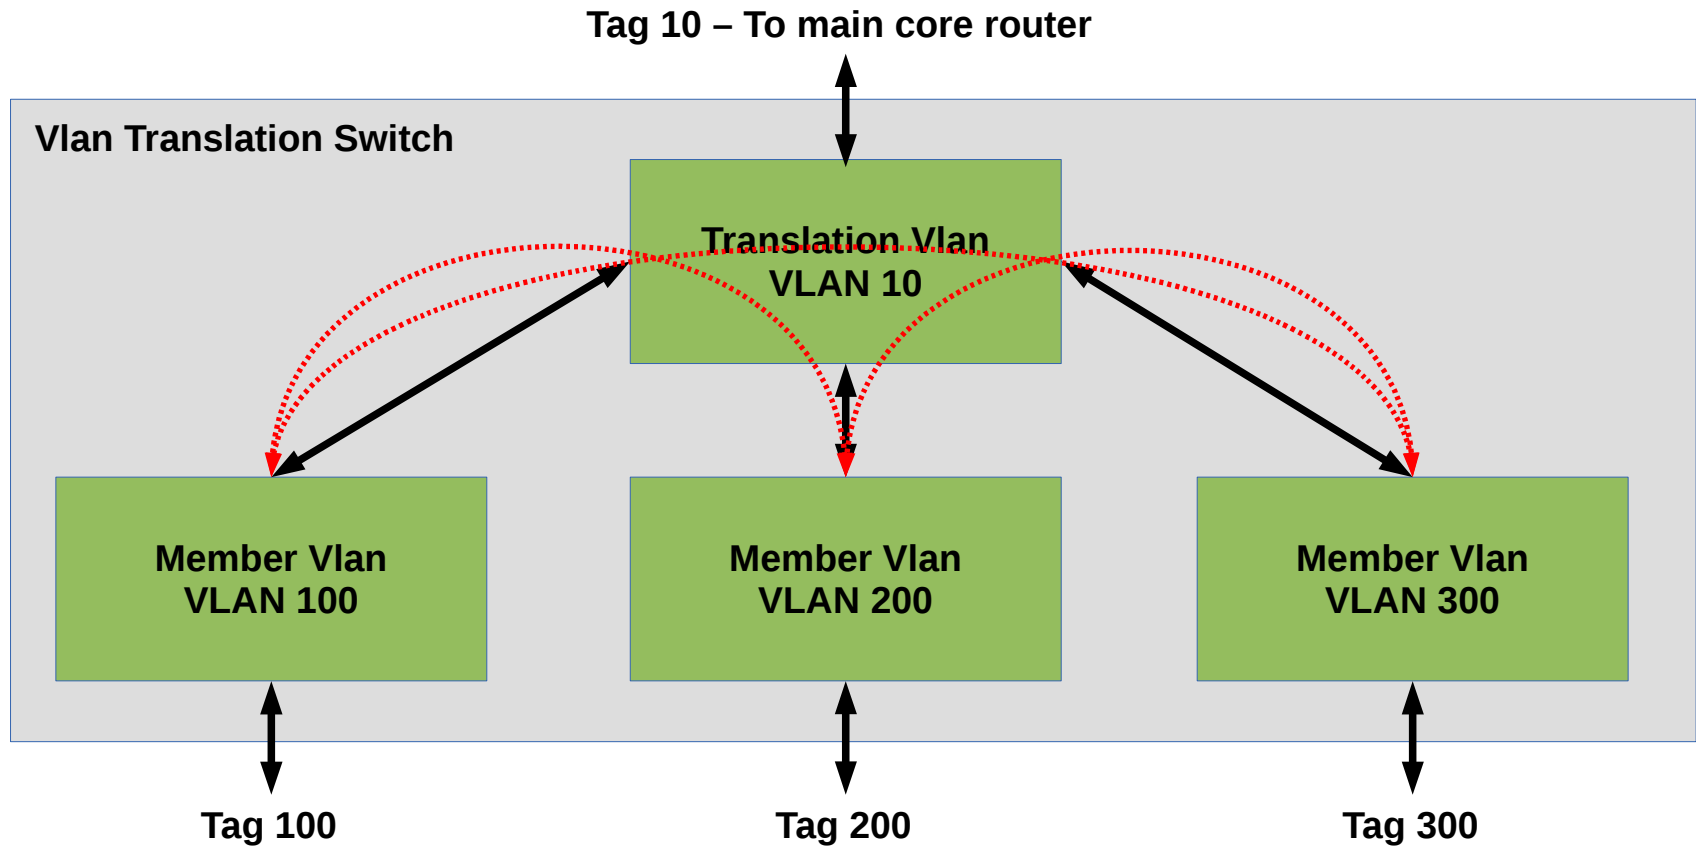 Tag 10 – To main core router
Vlan Translation Switch
Translation Vlan
VLAN 10
Member Vlan
VLAN 100
Member Vlan
VLAN 200
Member Vlan
VLAN 300
Tag 100
Tag 200
Tag 300